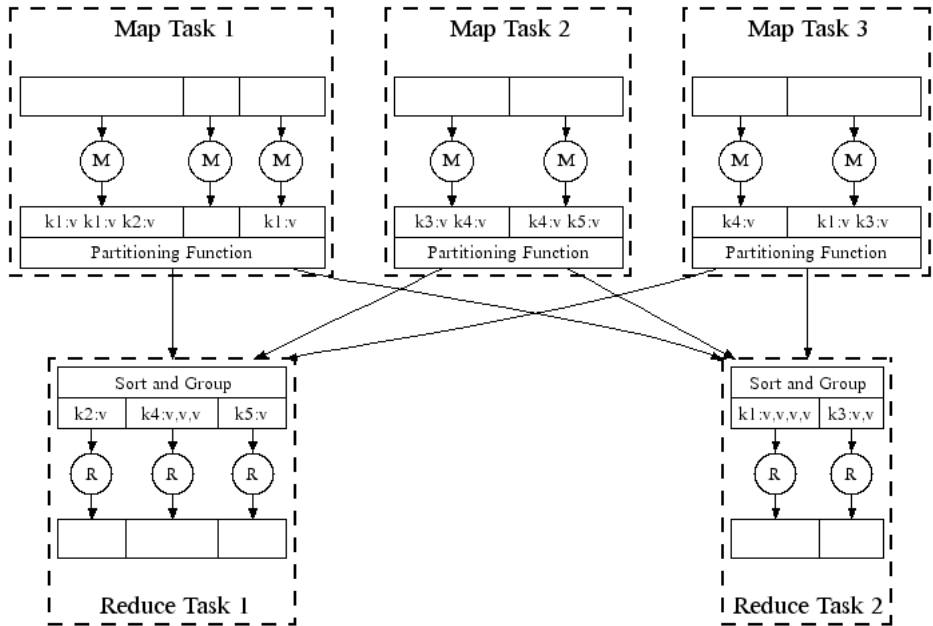 Map Task 1
Map Task 2
Map Task 3
M M M
M M
M M
k1:v k1:v k2:v
k1:v
k3:v k4:v
k4:v k5:v
k4:v
k1:v k3:v
Partitioning Function
Partitioning Function
Partitioning Function
Sort and Group
k2:v
k4:v,v,v
k5:v
R R R
Reduce Task 1
Sort and Group
k1:v,v,v,v
k3:v,v
R R
Reduce Task 2